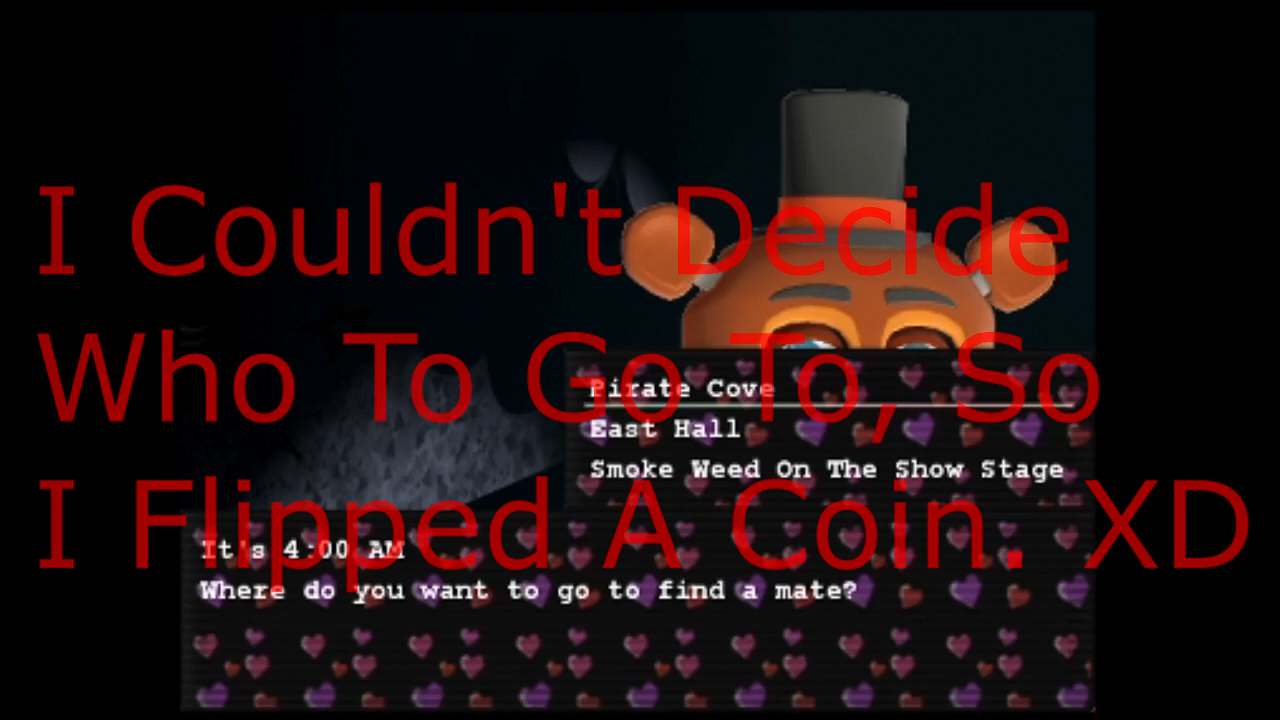 I Couldn't Decide
Who To Go To, So
I Flipped A Coin. XD
Pirate Cove
East Hall
Smoke Weed On The Show Stage
It's 4:00 AM
Where do you want to go to find a mate?